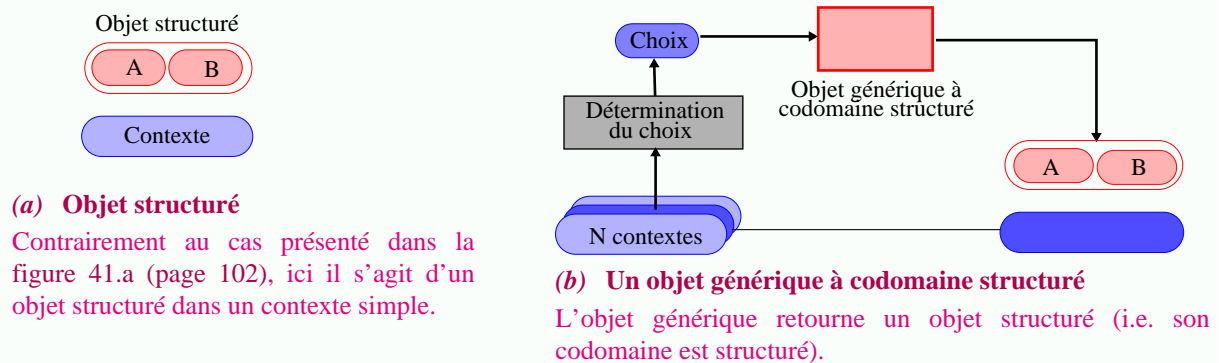 Objet structuré
A B
Contexte
(a) Objet structuré
Contrairement au cas présenté dans la
figure 41.a (page 102), ici il s'agit d'un
objet structuré dans un contexte simple.
Choix
Objet générique à
codomaine structuré
Détermination
du choix
A B
N contextes
(b) Un objet générique à codomaine structuré
L'objet générique retourne un objet structuré (i.e. son
codomaine est structuré).